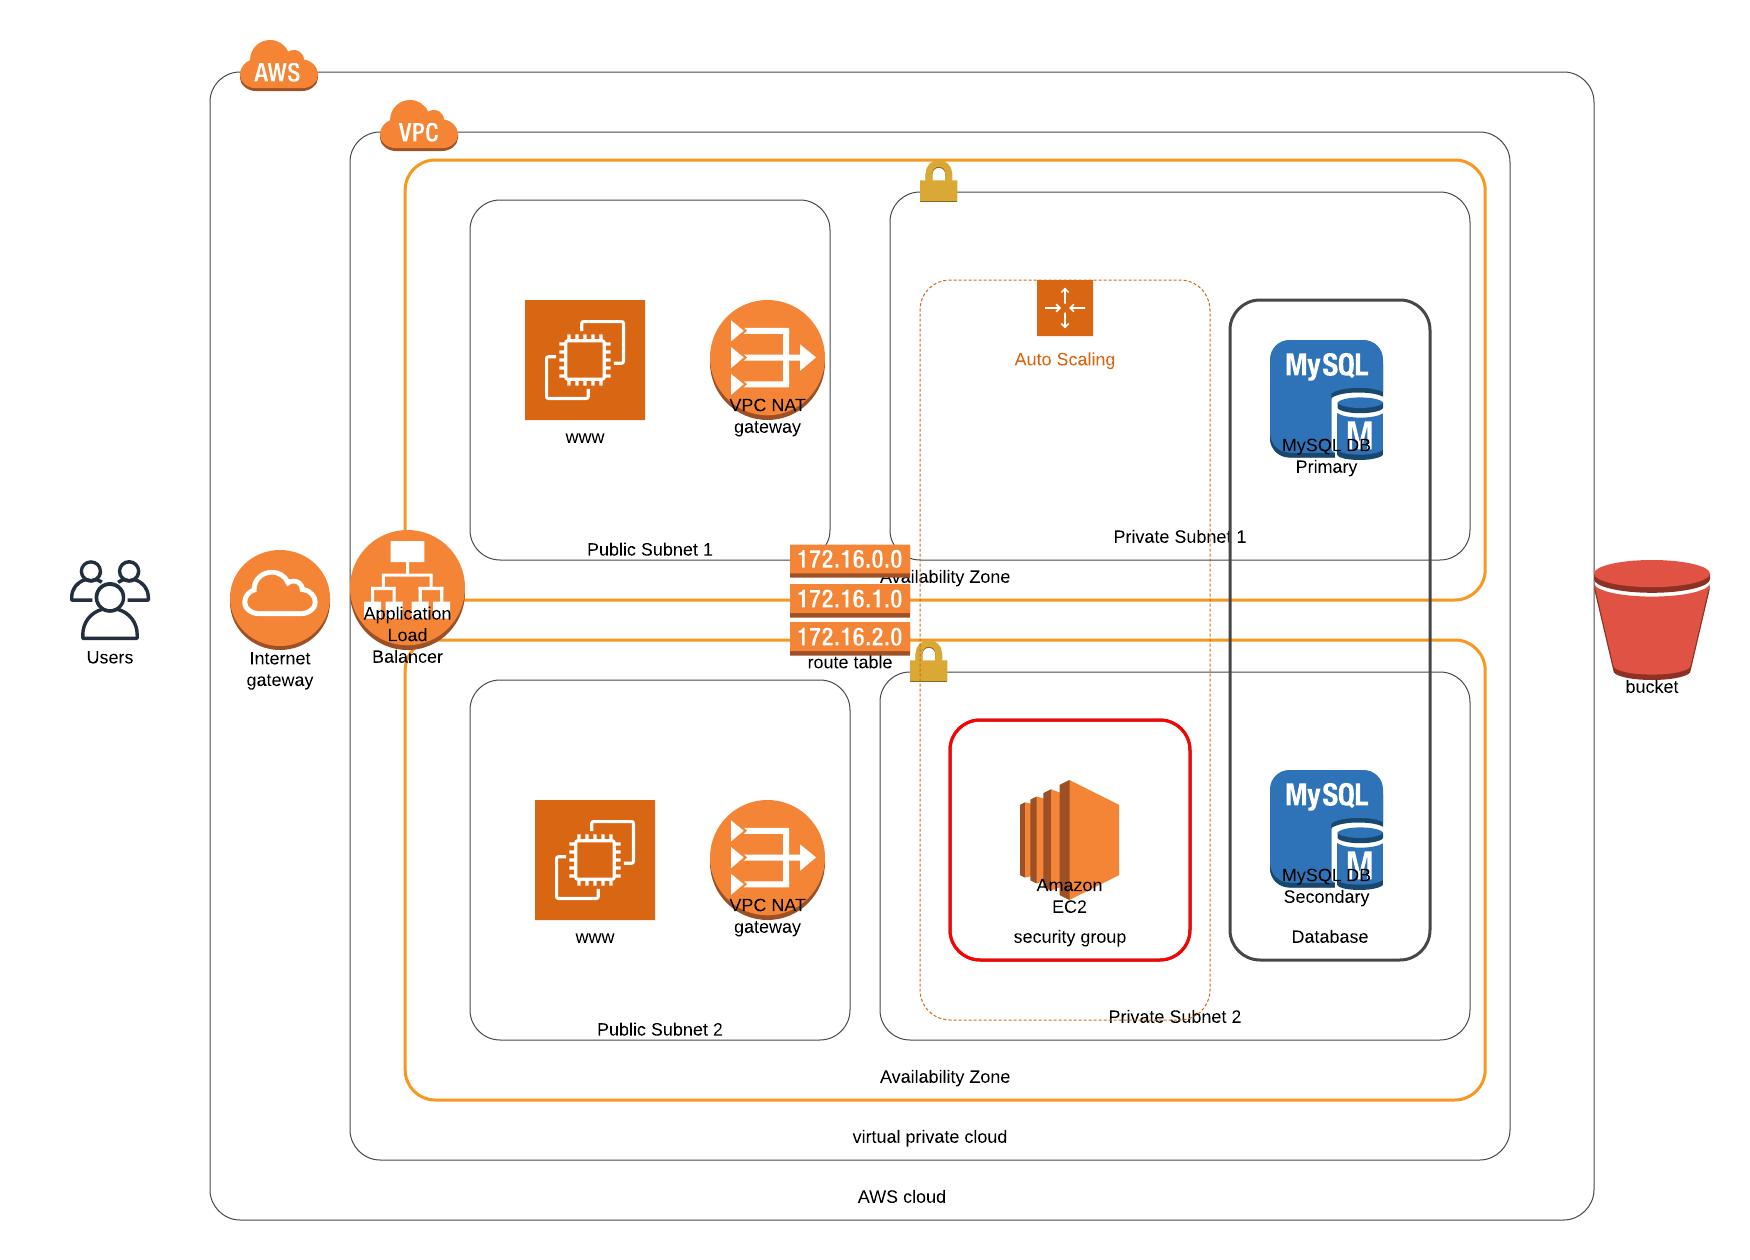 AWS
VPC
Auto Scaling
MySQL
M
MySQL DB
Primary
www
VPC NAT
gateway
Public Subnet 1
Private Subnet 1
172.16.0.0
172.16.1.0
172.16.2.0
route table
Availability Zone
Users
Internet
gateway
Application
Load
Balancer
bucket
www
VPC NAT
gateway
Amazon
EC2
security group
MySQL
M
MySQL DB
Secondary
Database
Public Subnet 2
Private Subnet 2
Availability Zone
virtual private cloud
AWS cloud